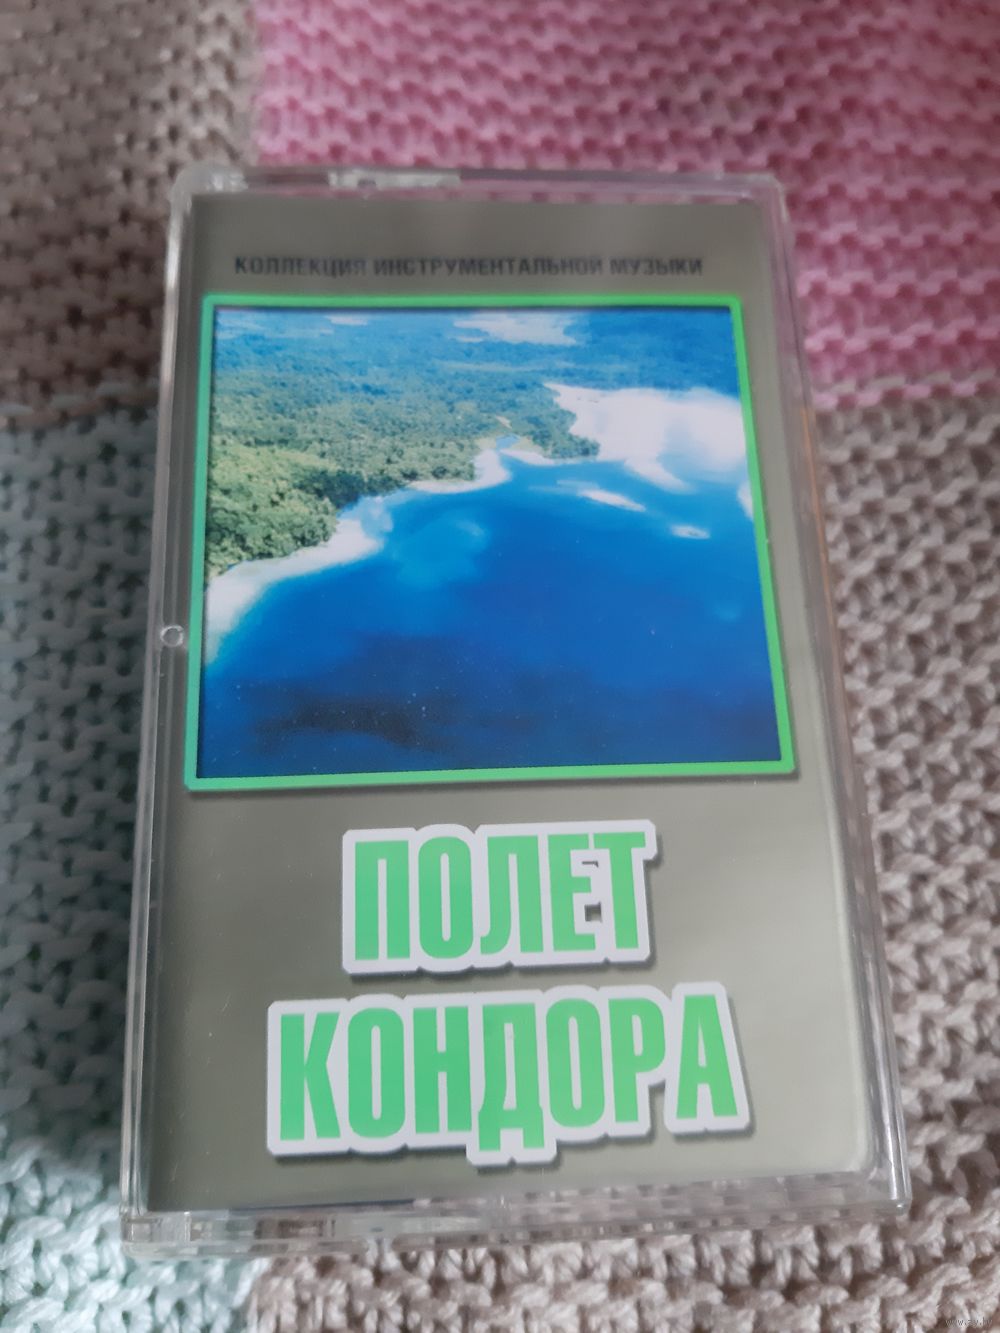 КОЛЛЕКЦИЯ ИНСТРУМЕНТАЛЬНОЙ МУЗЫКИ
ПОЛЕТ
КОНДОРА